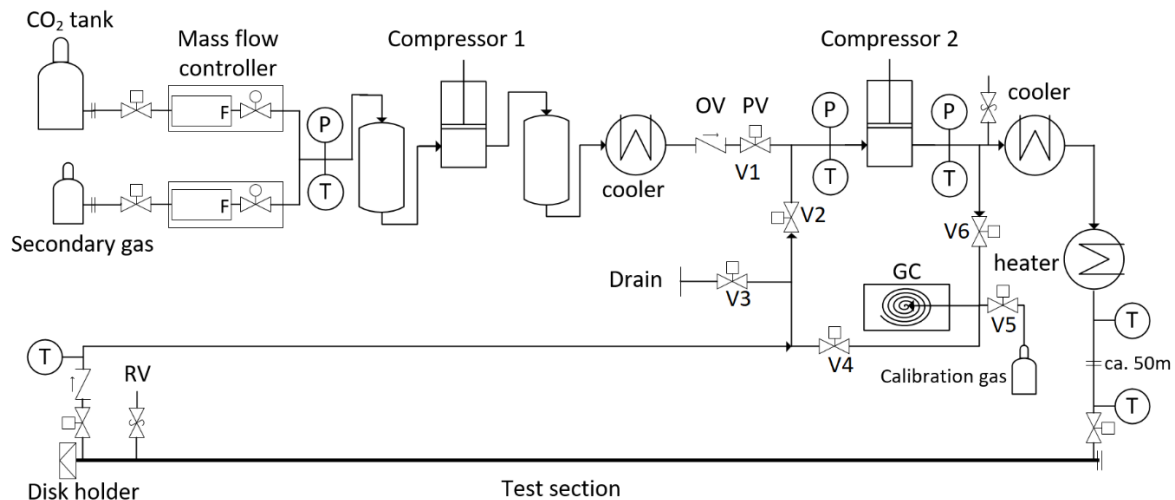 CO₂ tank
Mass flow
controller
Compressor 1
Compressor 2
F
P
T
OV
PV
V1
P
T
P
T
cooler
cooler
F
Secondary gas
V2
V6
heater
Drain
V3
GC
V5
T
T
RV
V4
Calibration gas
ca. 50m
T
Disk holder
Test section